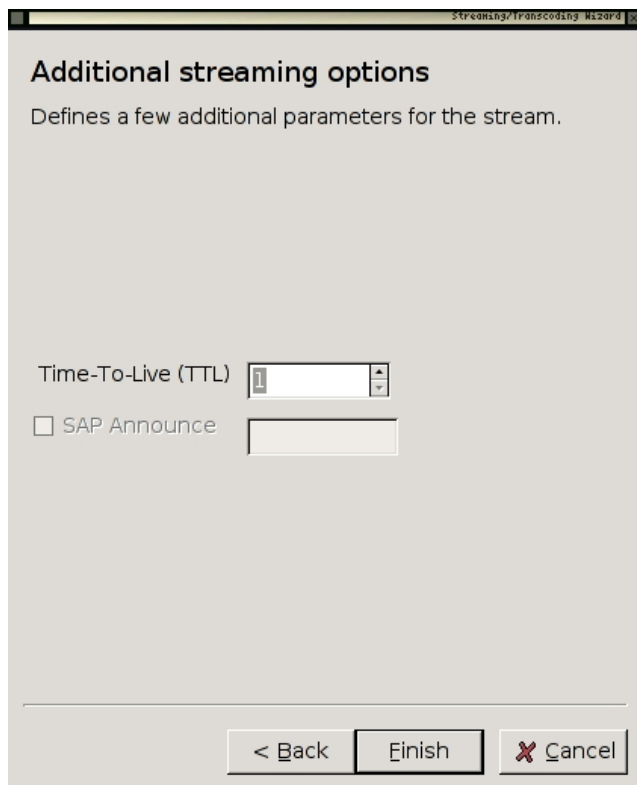 Streaming/Transcoding Wizard
Additional streaming options
Defines a few additional parameters for the stream.
Time-To-Live (TTL) 1
SAP Announce
< Back Finish Cancel